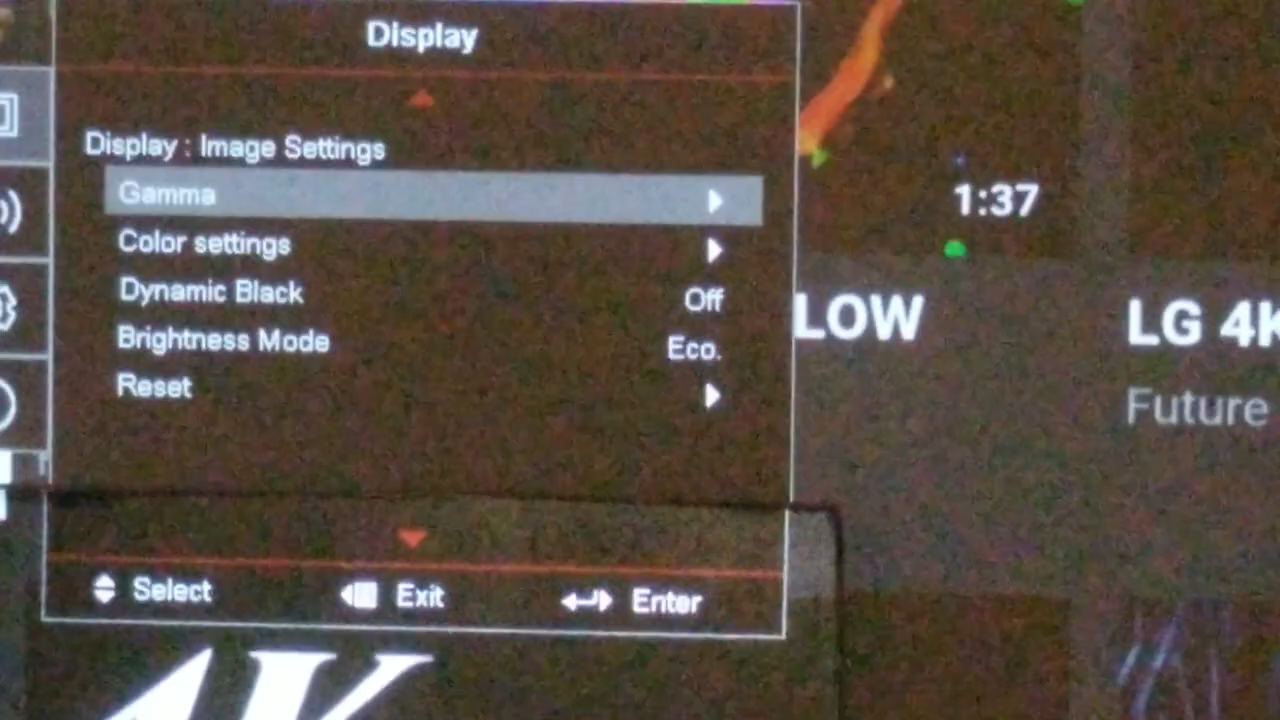 Display
Display : Image Settings
Gamma
Color settings
Dynamic Black Off
Brightness Mode Eco.
Reset
Select Exit Enter
1:37
LOW
LG 4K
Future
4K